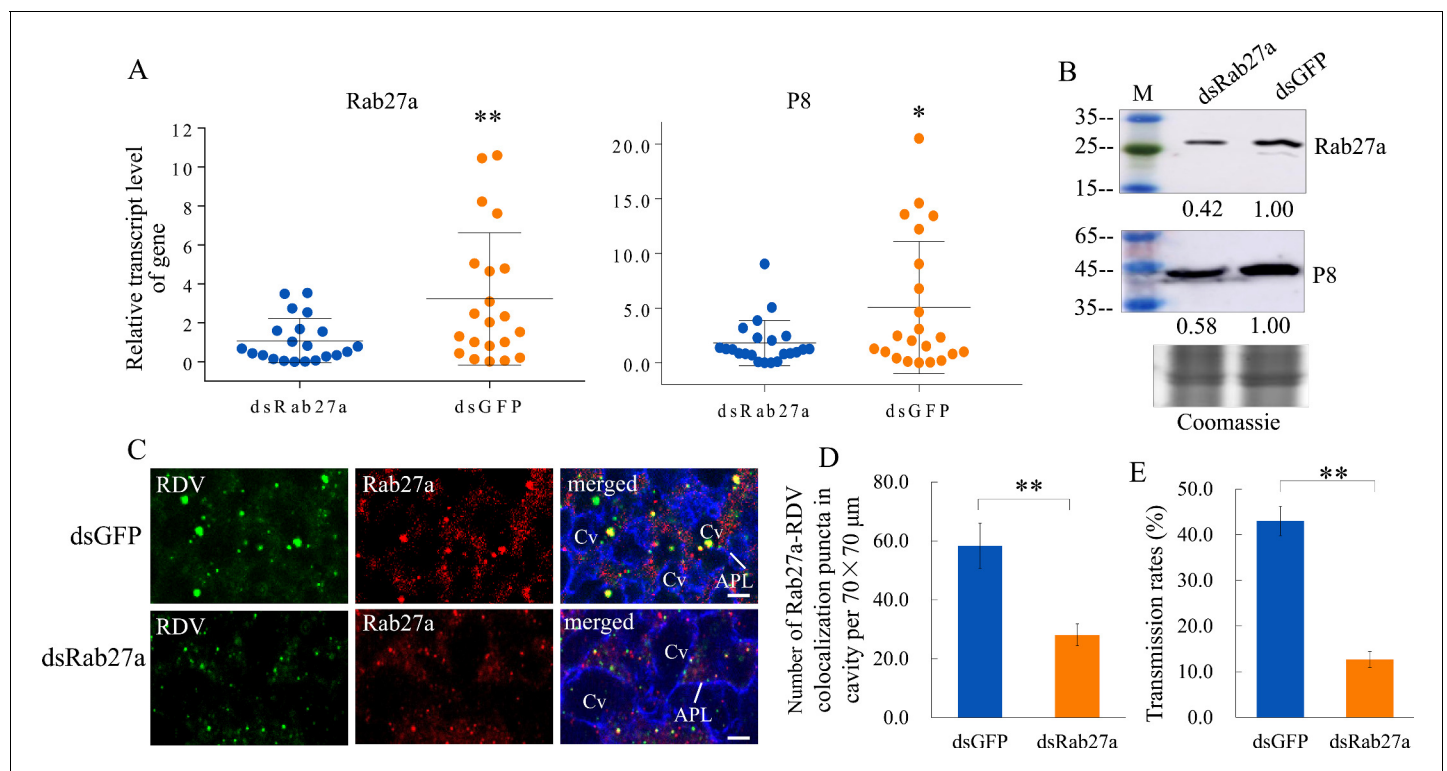 A
Rab27a
**
Relative transcript level
of gene
12
10
8
6
4
2
0
dsRab27a
dsGFP
P8
*
20.0
15.0
10.0
5.0
0.0
dsRab27a
dsGFP
B
M
dsRab27a
dsGFP
35--
25--
15--
Rab27a
0.42 1.00
65--
45--
35--
P8
0.58 1.00
Coomassie
C
dsGFP
RDV
Rab27a
merged
Cv
Cv
Cv
APL
dsRab27a
RDV
Rab27a
merged
Cv
Cv
APL
D
Number of Rab27a-RDV
colocalization puncta in
cavity per 70×70 μm
80.0
60.0
40.0
20.0
0.0
**
dsGFP dsRab27a
E
Transmission rates (%)
50.0
40.0
30.0
20.0
10.0
0.0
**
dsGFP dsRab27a